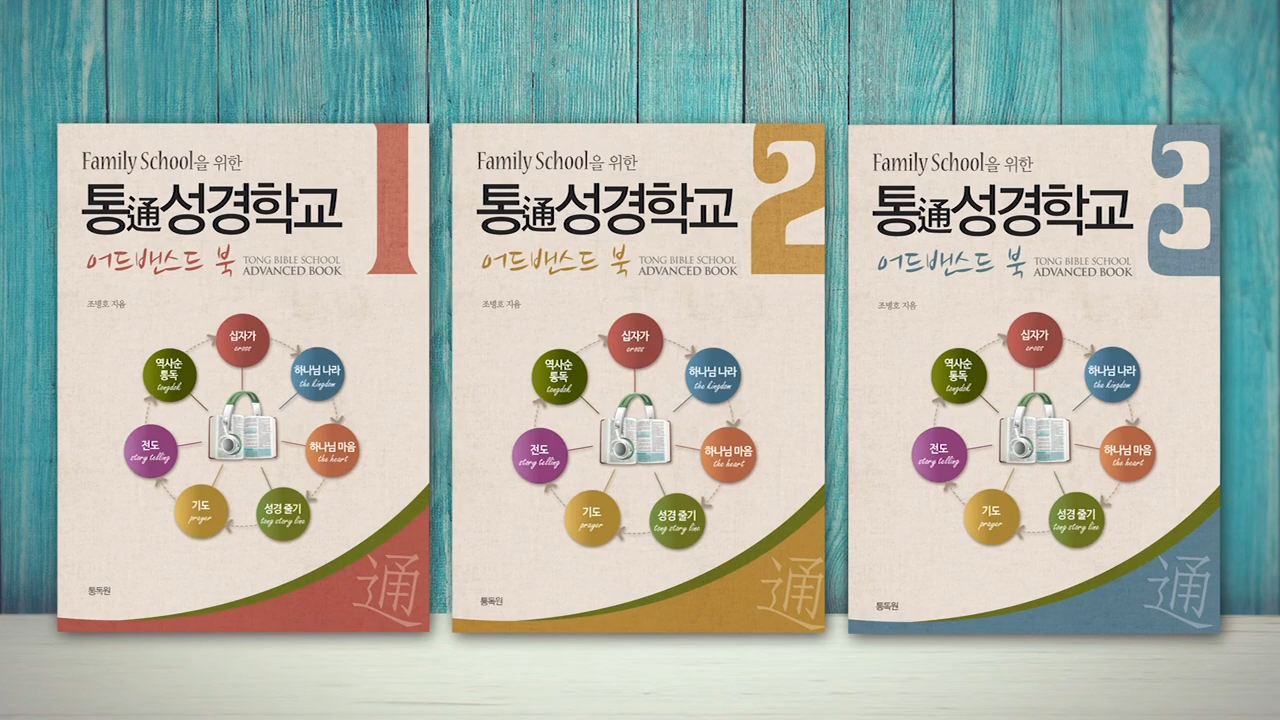 Family School을 위한
1
통通성경학교
어드밴스드 북 TONG BIBLE SCHOOL
ADVANCED BOOK
조병호 지음
십자가
cross
하나님 나라
the kingdom
하나님 마음
the heart
성경 줄기
tong story line
기도
prayer
전도
story telling
역사순
통독
tongdok
통독원
通
Family School을 위한
2
통通성경학교
어드밴스드 북 TONG BIBLE SCHOOL
ADVANCED BOOK
조병호 지음
십자가
cross
하나님 나라
the kingdom
하나님 마음
the heart
성경 줄기
tong story line
기도
prayer
전도
story telling
역사순
통독
tongdok
통독원
通
Family School을 위한
3
통通성경학교
어드밴스드 북 TONG BIBLE SCHOOL
ADVANCED BOOK
조병호 지음
십자가
cross
하나님 나라
the kingdom
하나님 마음
the heart
성경 줄기
tong story line
기도
prayer
전도
story telling
역사순
통독
tongdok
통독원
通